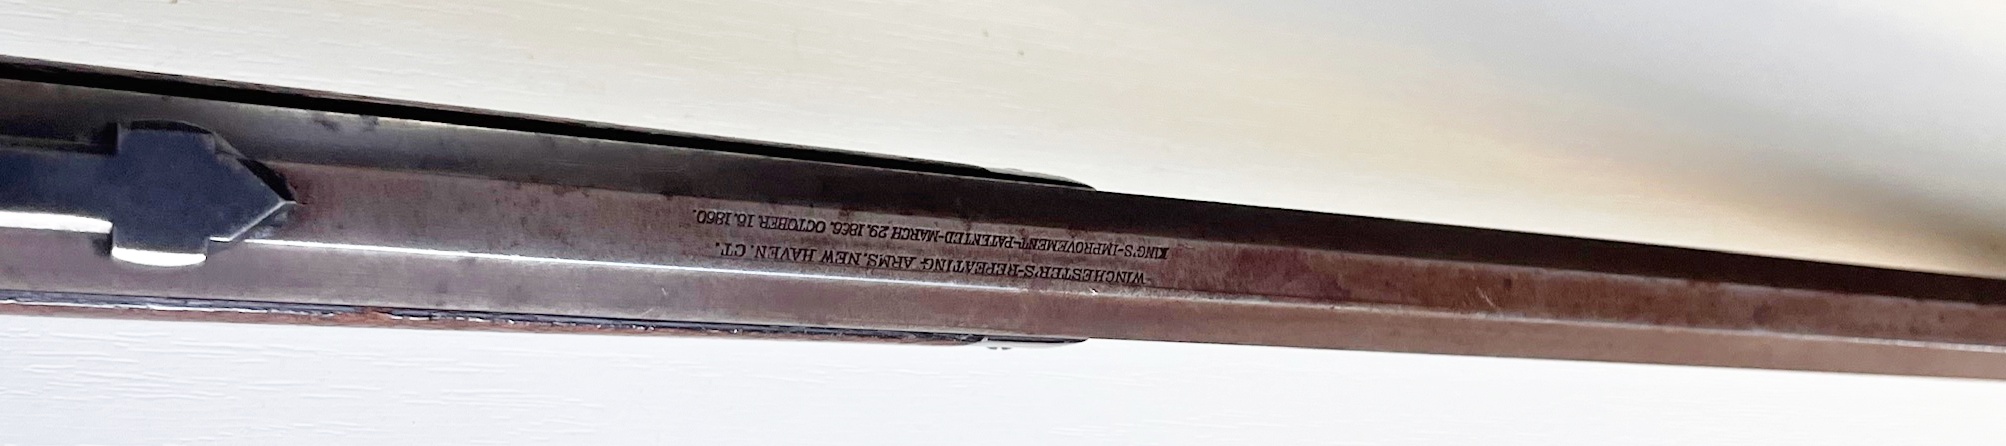 WINCHESTER'S-REPEATING ARMS. NEW HAVEN. CT.
KING'S-IMPROVEMENT-PATENTED-MARCH 29. 1866. OCTOBER 16. 1860.